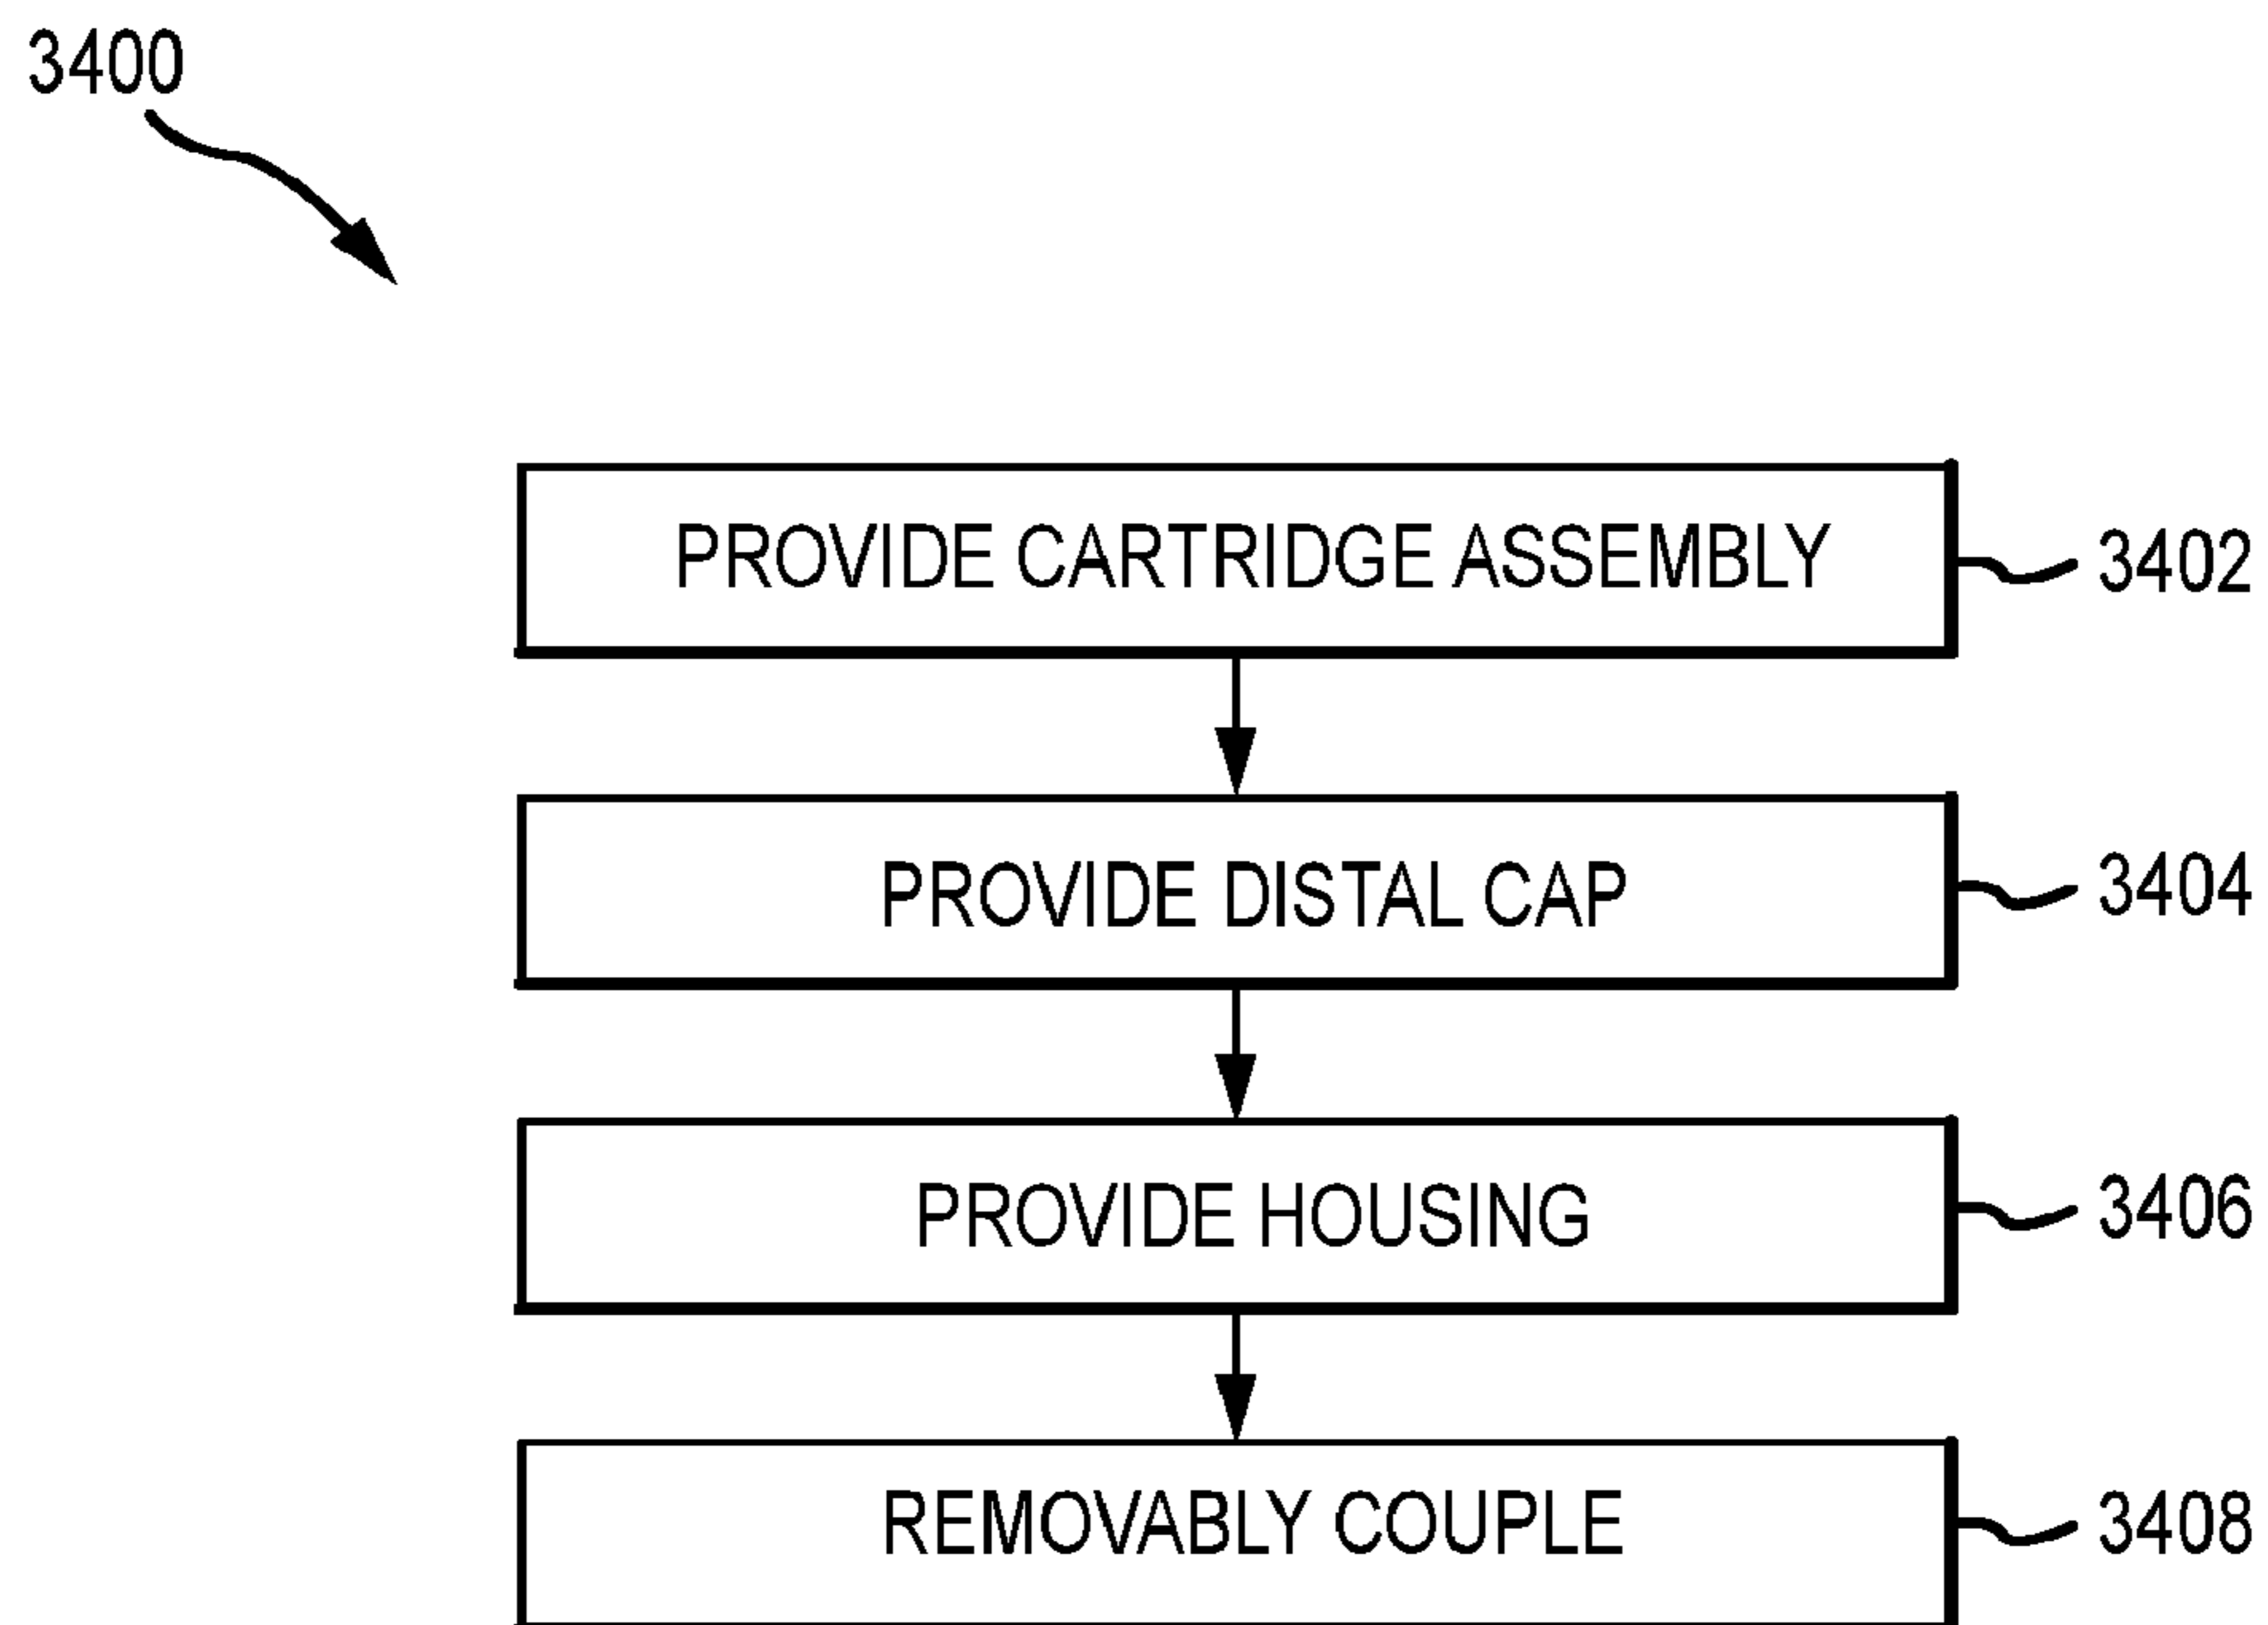 3400
PROVIDE CARTRIDGE ASSEMBLY
3402
PROVIDE DISTAL CAP
3404
PROVIDE HOUSING
3406
REMOVABLY COUPLE
3408